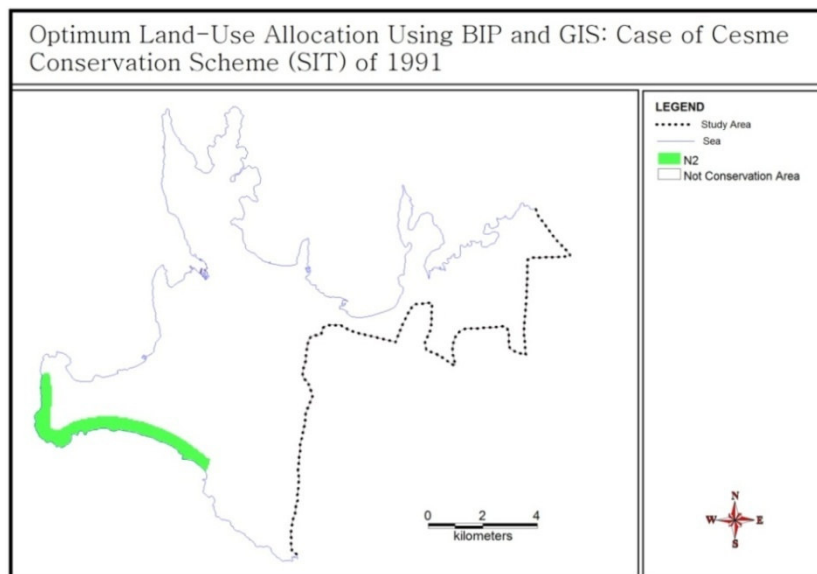 Optimum Land-Use Allocation Using BIP and GIS: Case of Cesme
Conservation Scheme (SIT) of 1991
LEGEND
Study Area
Sea
N2
Not Conservation Area
0 2 4
kilometers
N
W E
S